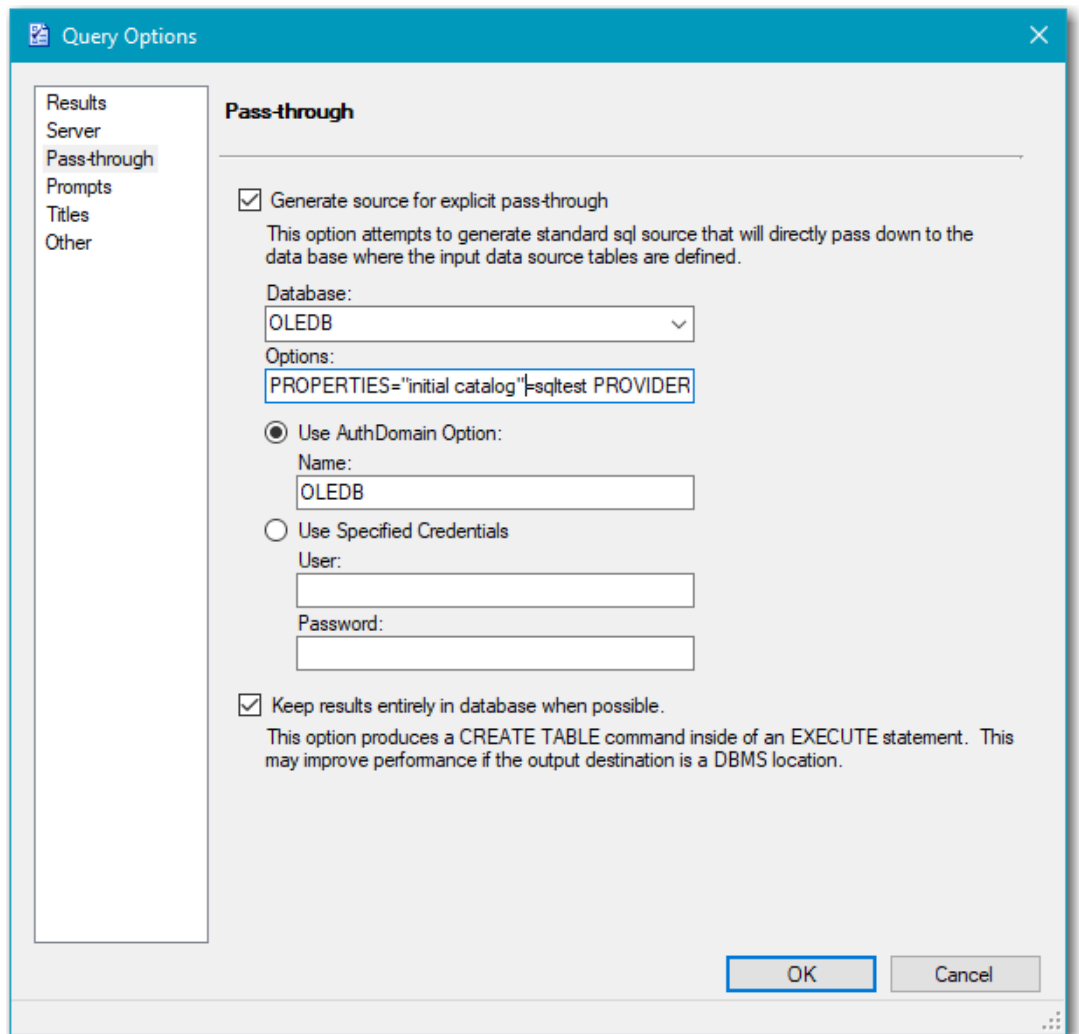 Query Options
Results
Server
Pass-through
Prompts
Titles
Other
Pass-through
Generate source for explicit pass-through
This option attempts to generate standard sql source that will directly pass down to the
data base where the input data source tables are defined.
Database:
OLEDB
Options:
PROPERTIES="initial catalog"=sqltest PROVIDER
Use AuthDomain Option:
Name:
OLEDB
Use Specified Credentials
User:
Password:
Keep results entirely in database when possible.
This option produces a CREATE TABLE command inside of an EXECUTE statement. This
may improve performance if the output destination is a DBMS location.
OK
Cancel